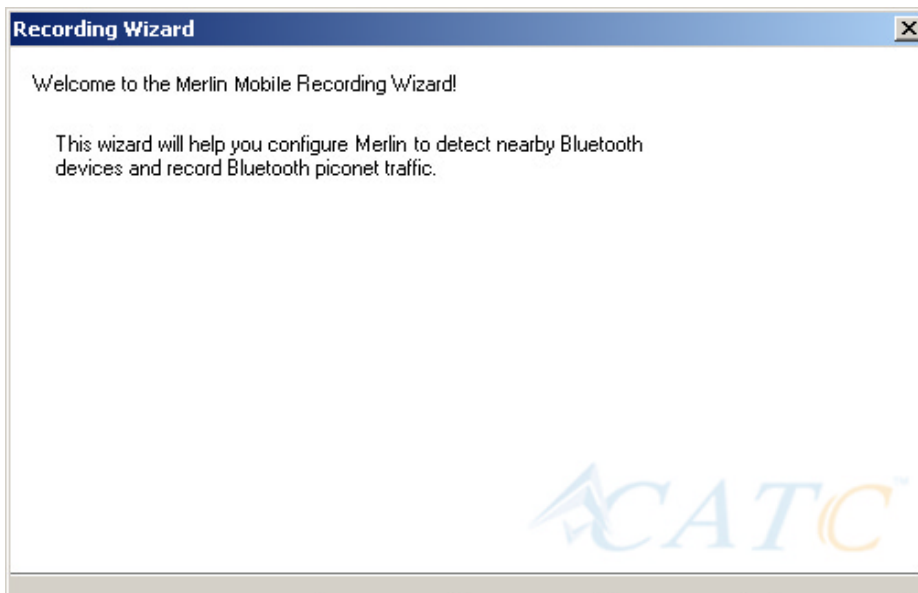 Recording Wizard
Welcome to the Merlin Mobile Recording Wizard!
This wizard will help you configure Merlin to detect nearby Bluetooth
devices and record Bluetooth piconet traffic.
CATC™